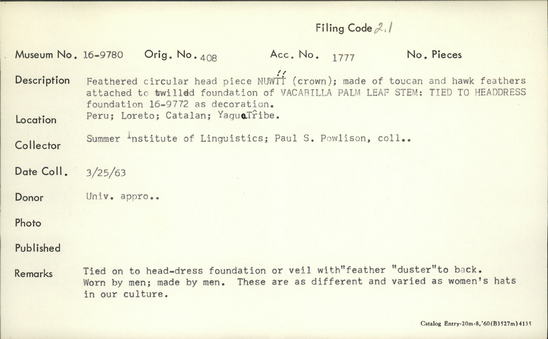 Filing Code 2.1
Museum No. 16-9780 Orig. No. 408 Acc. No. 1777 No. Pieces
Description Feathered circular head piece NUWII (crown); made of toucan and hawk feathers
attached to twilled foundation of VACABILLA PALM LEAF STEM: TIED TO HEADDRESS
foundation 16-9772 as decoration.
Location Peru; Loreto; Catalan; Yagua Tribe.
Collector Summer institute of Linguistics; Paul S. Powlison, coll..
Date Coll. 3/25/63
Donor Univ. appro..
Photo
Published
Remarks Tied on to head-dress foundation or veil with"feather "duster"to back.
Worn by men; made by men. These are as different and varied as women's hats
in our culture.
Catalog Entry-20m-8,'60(B1527m)4155